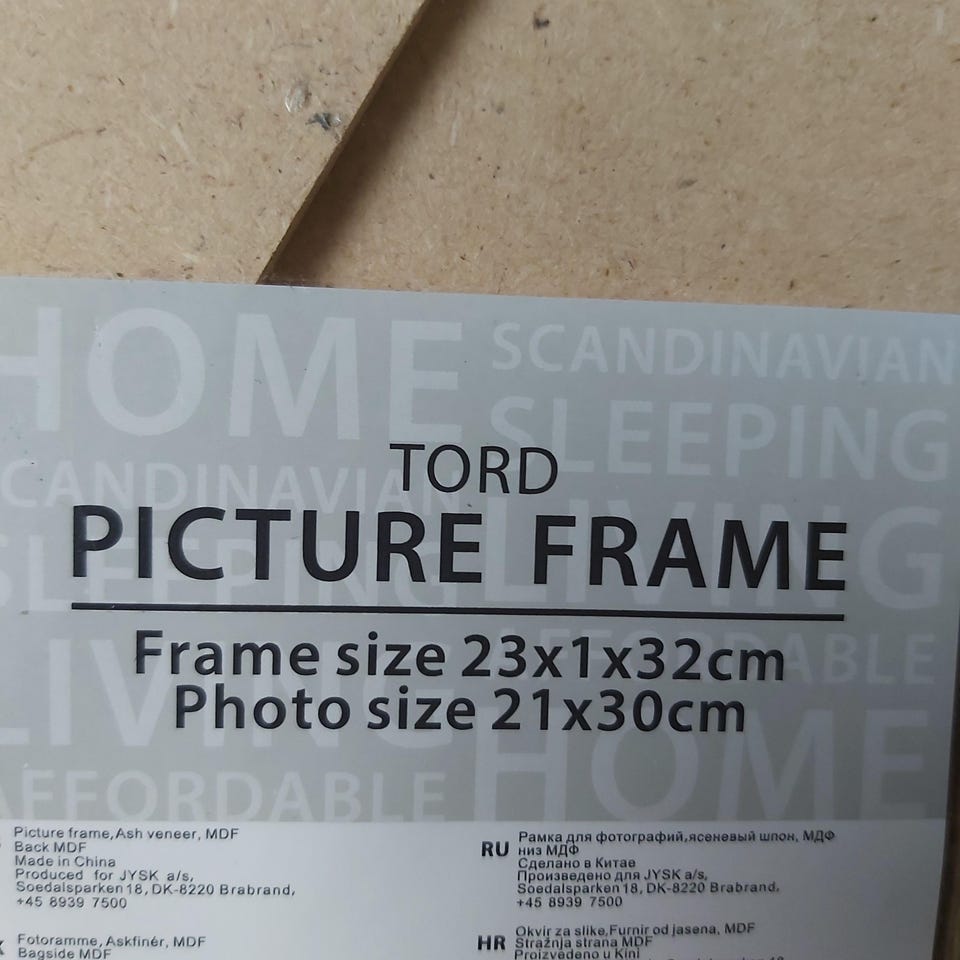 HOME
SCANDINAVIAN
SLEEPING
TORD
SCANDINAVIAN
PICTURE FRAME
SLEEPING
LIVING
Frame size 23x1x32cm
AFFORDABLE
Photo size 21x30cm
LIVING
HOME
AFFORDABLE
Picture frame, Ash veneer, MDF
Back MDF
Made in China
Produced for JYSK a/s,
Soedalsparken 18, DK-8220 Brabrand,
+45 8939 7500
RU
Рамка для фотографий,ясеневый шпон, МДФ
низ МДФ
Сделано в Китае
Произведено для JYSK a/s,
Soedalsparken 18, DK-8220 Brabrand,
+45 8939 7500
Fotoramme, Askfinér, MDF
Bagside MDF
HR
Okvir za slike,Furnir od jasena, MDF
Stražnja strana MDF
Proizvedeno u Kini